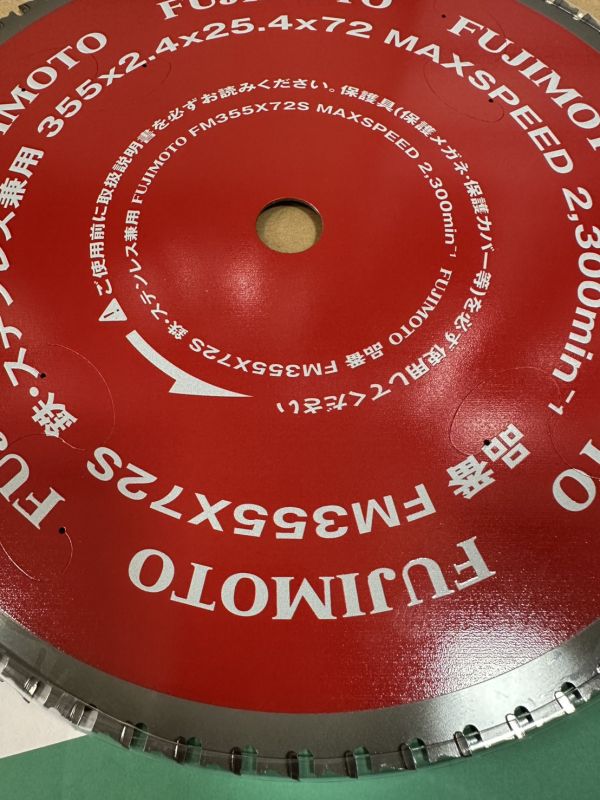 FUJIMOTO
FUJIMOTO
FUJIMOTO
FUJIMOTO
品番 FM355X72S 鉄・ステンレス兼用 355x2.4x25.4x72 MAXSPEED 2,300min⁻¹
⚠ご使用前に取扱説明書を必ずお読みください。保護具(保護メガネ・保護カバー等)を必ず使用してください
品番 FM355X72S 鉄・ステンレス兼用 FUJIMOTO FM355X72S MAXSPEED 2,300min⁻¹ FUJIMOTO